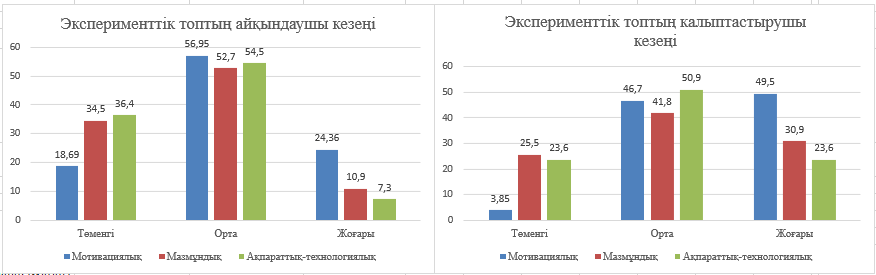 Эксперименттік топтың айқындаушы кезеңі
60
50
40
30
20
10
0
18,69
34,5
36,4
56,95
52,7
54,5
24,36
10,9
7,3
Төменгі
Орта
Жоғары
Мотивациялық
Мазмұндық
Ақпараттық-технологиялық
Эксперименттік топтың калыптастырушы
кезеңі
60
50
40
30
20
10
0
3,85
25,5
23,6
46,7
41,8
50,9
49,5
30,9
23,6
Төменгі
Орта
Жоғары
Мотивациялық
Мазмұндық
Ақпараттық-технологиялық